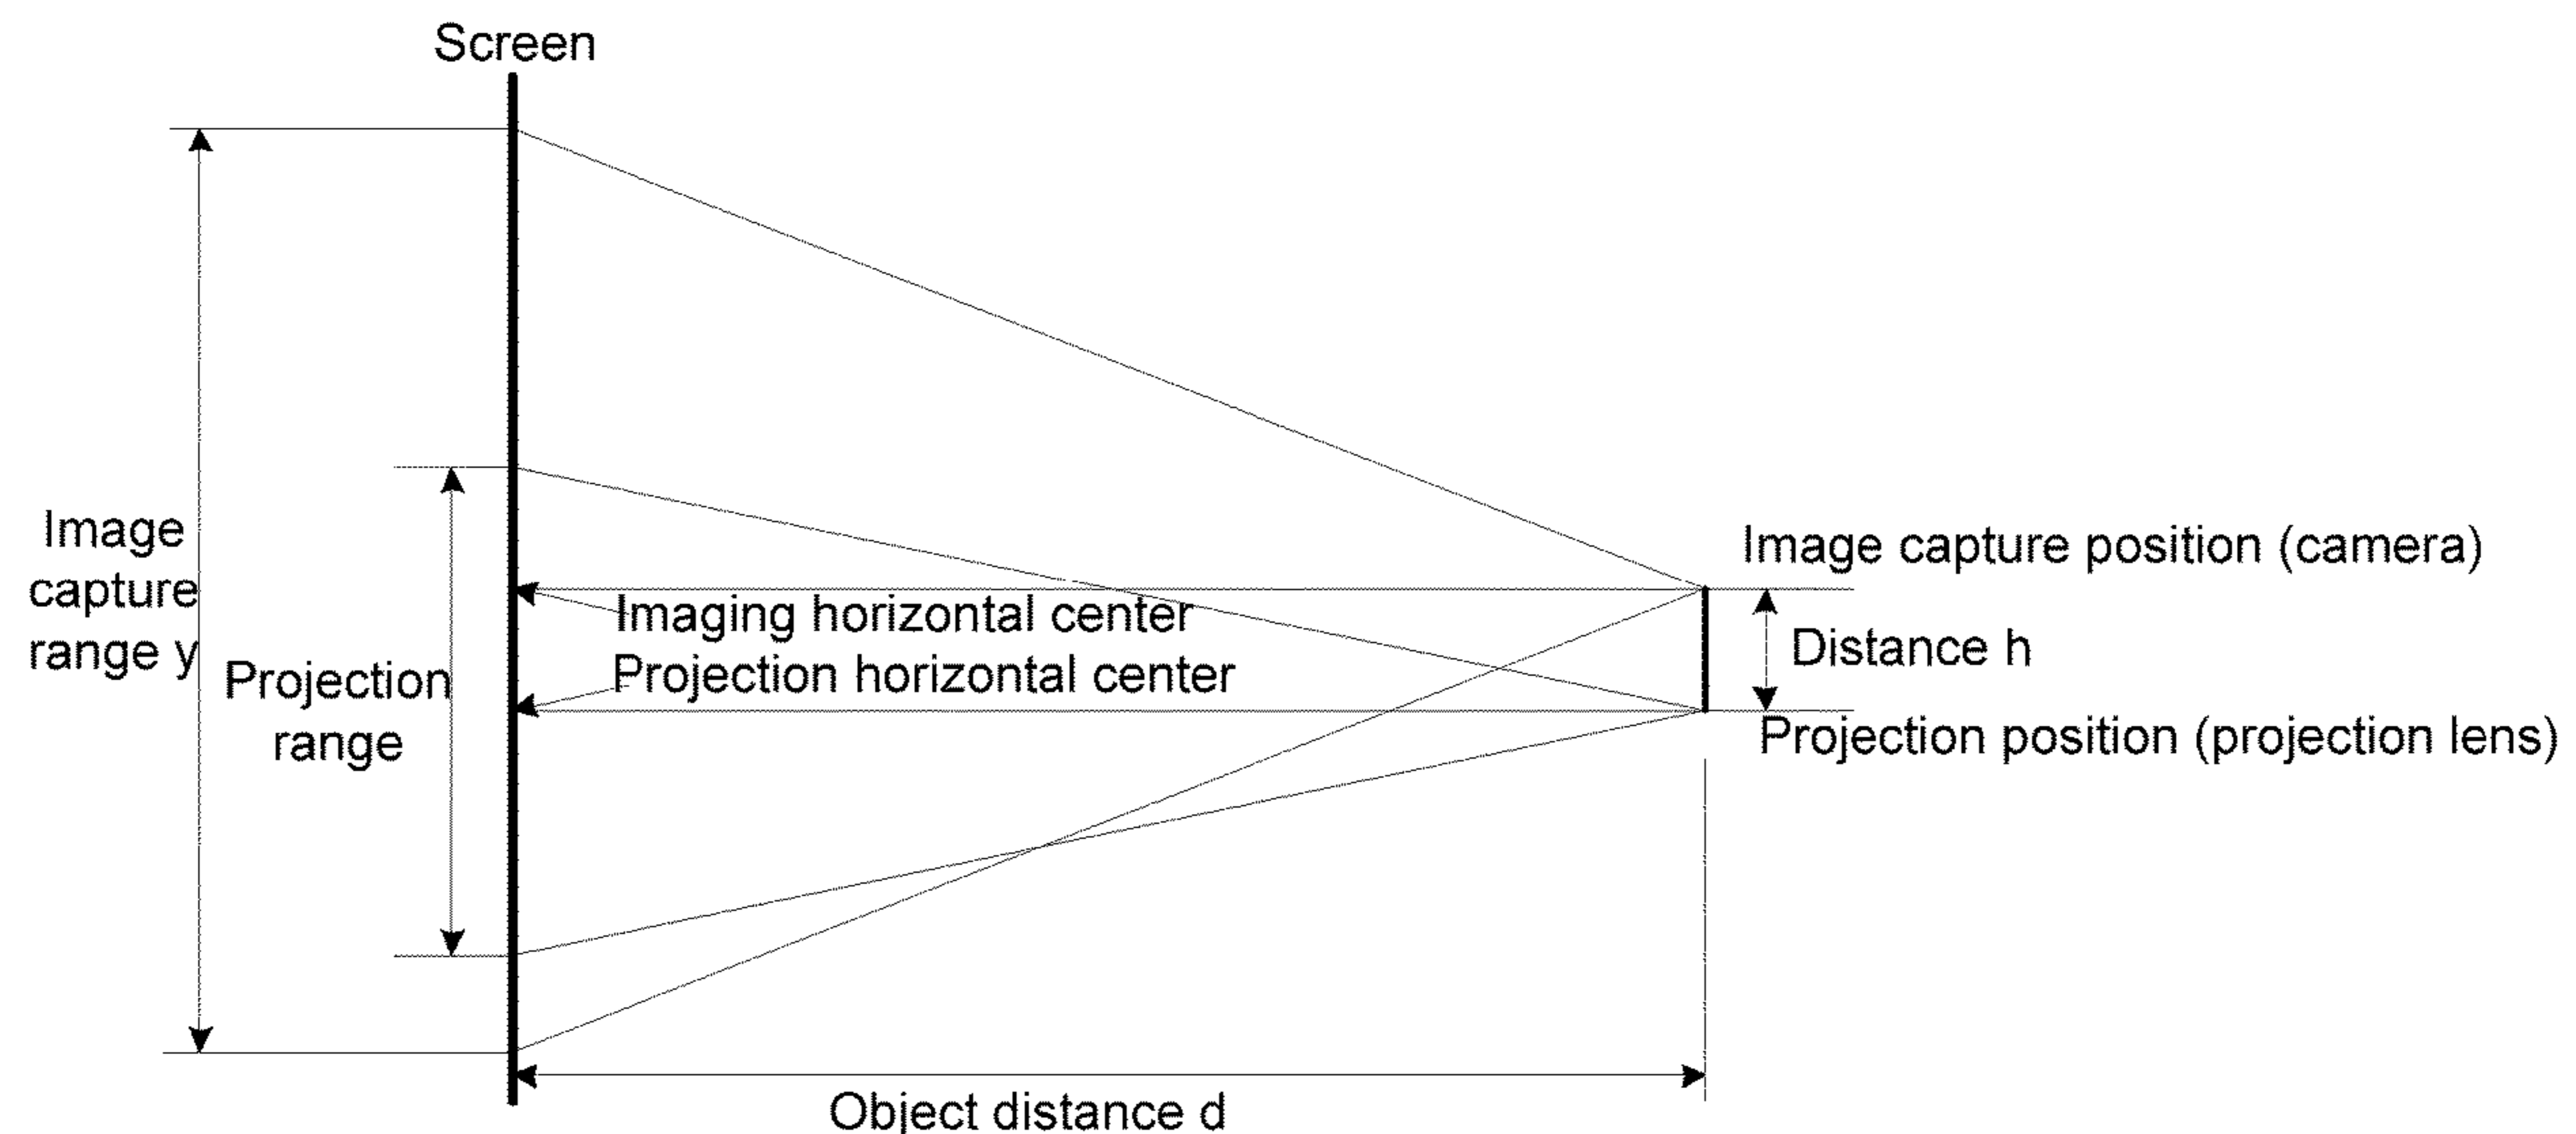 Screen
Image
capture
range y
Projection
range
Imaging horizontal center
Projection horizontal center
Image capture position (camera)
Distance h
Projection position (projection lens)
Object distance d